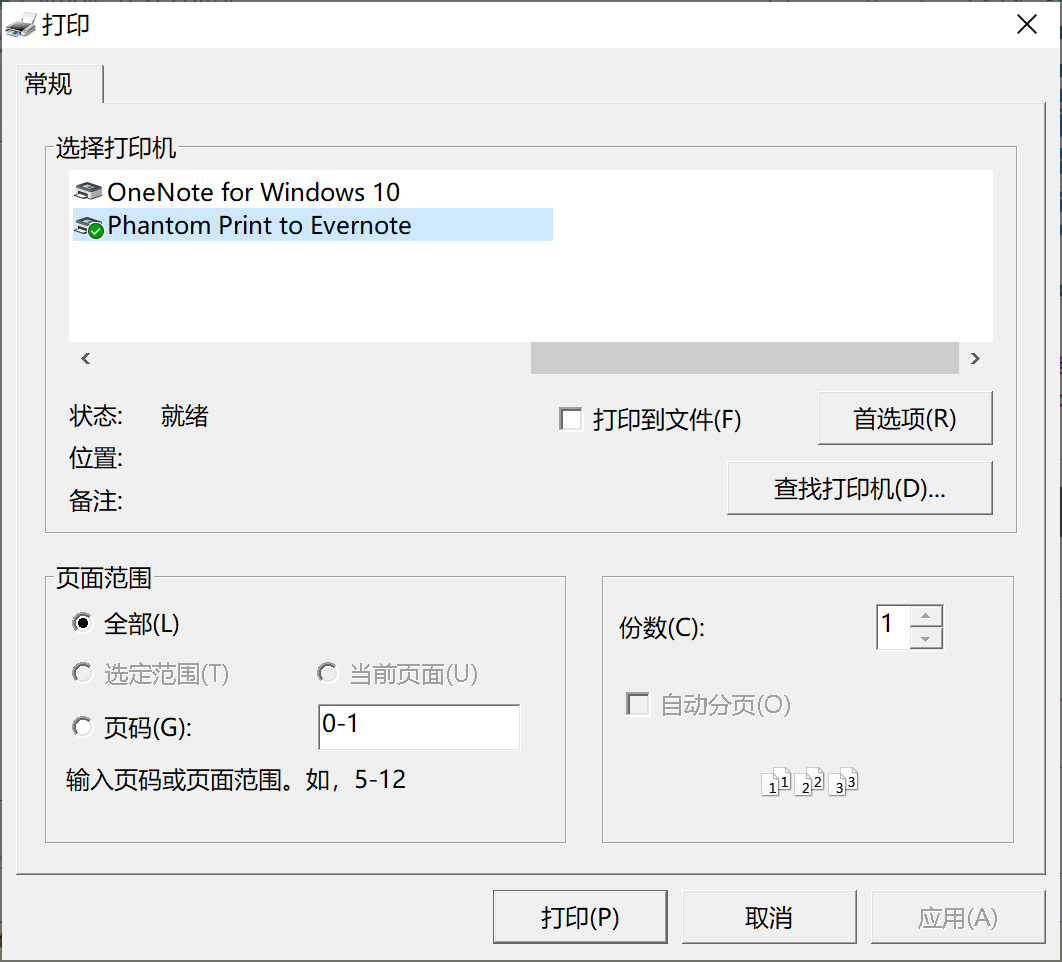 打印
常规
选择打印机
OneNote for Windows 10
Phantom Print to Evernote
状态: 就绪
打印到文件(F)
首选项(R)
位置:
备注:
查找打印机(D)...
页面范围
全部(L)
选定范围(T) 当前页面(U)
页码(G): 0-1
输入页码或页面范围。如，5-12
份数(C): 1
自动分页(O)
1 1 2 2 3 3
打印(P) 取消 应用(A)